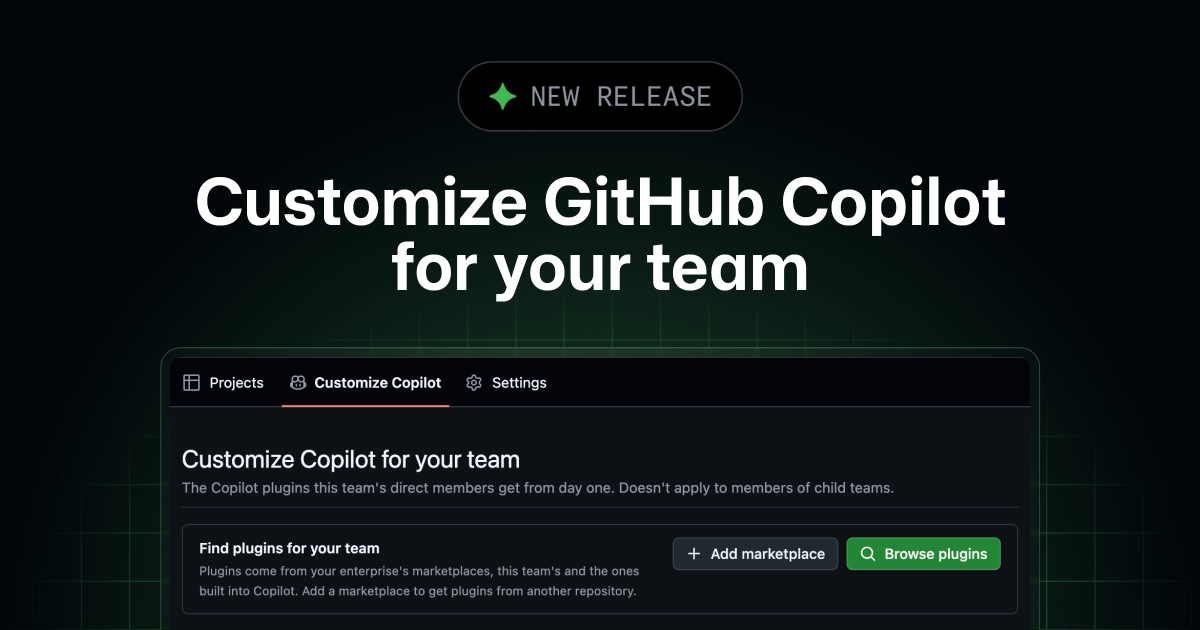 NEW RELEASE
Customize GitHub Copilot
for your team
Projects
Customize Copilot
Settings
Customize Copilot for your team
The Copilot plugins this team's direct members get from day one. Doesn't apply to members of child teams.
Find plugins for your team
Plugins come from your enterprise's marketplaces, this team's and the ones
built into Copilot. Add a marketplace to get plugins from another repository.
Add marketplace
Browse plugins